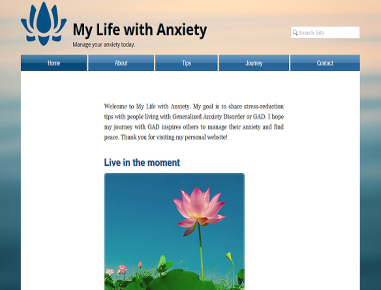 My Life with Anxiety
Manage your anxiety today.
Search Site
Home About Tips Journey Contact
Welcome to My Life with Anxiety. My goal is to share stress-reduction
tips with people living with Generalized Anxiety Disorder or GAD. I hope
my journey with GAD inspires others to manage their anxiety and find
peace. Thank you for visiting my personal website!
Live in the moment